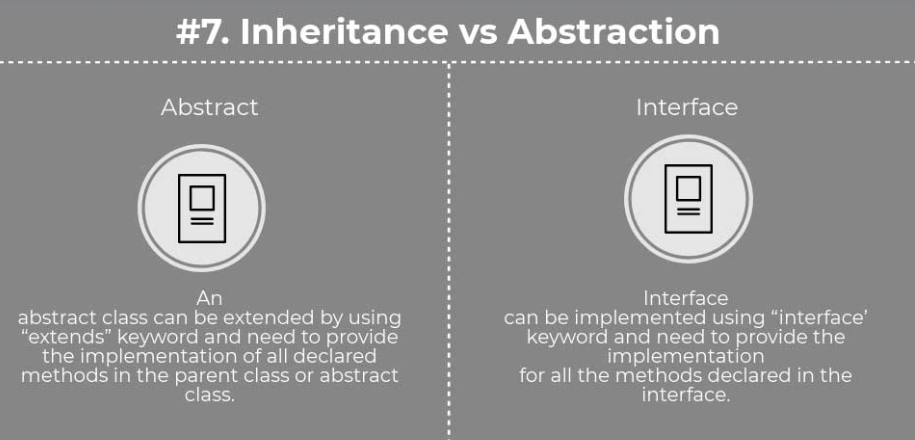 #7. Inheritance vs Abstraction
Abstract
An
abstract class can be extended by using
“extends” keyword and need to provide
the implementation of all declared
methods in the parent class or abstract
class.
Interface
Interface
can be implemented using “interface’
keyword and need to provide the
implementation
for all the methods declared in the
interface.